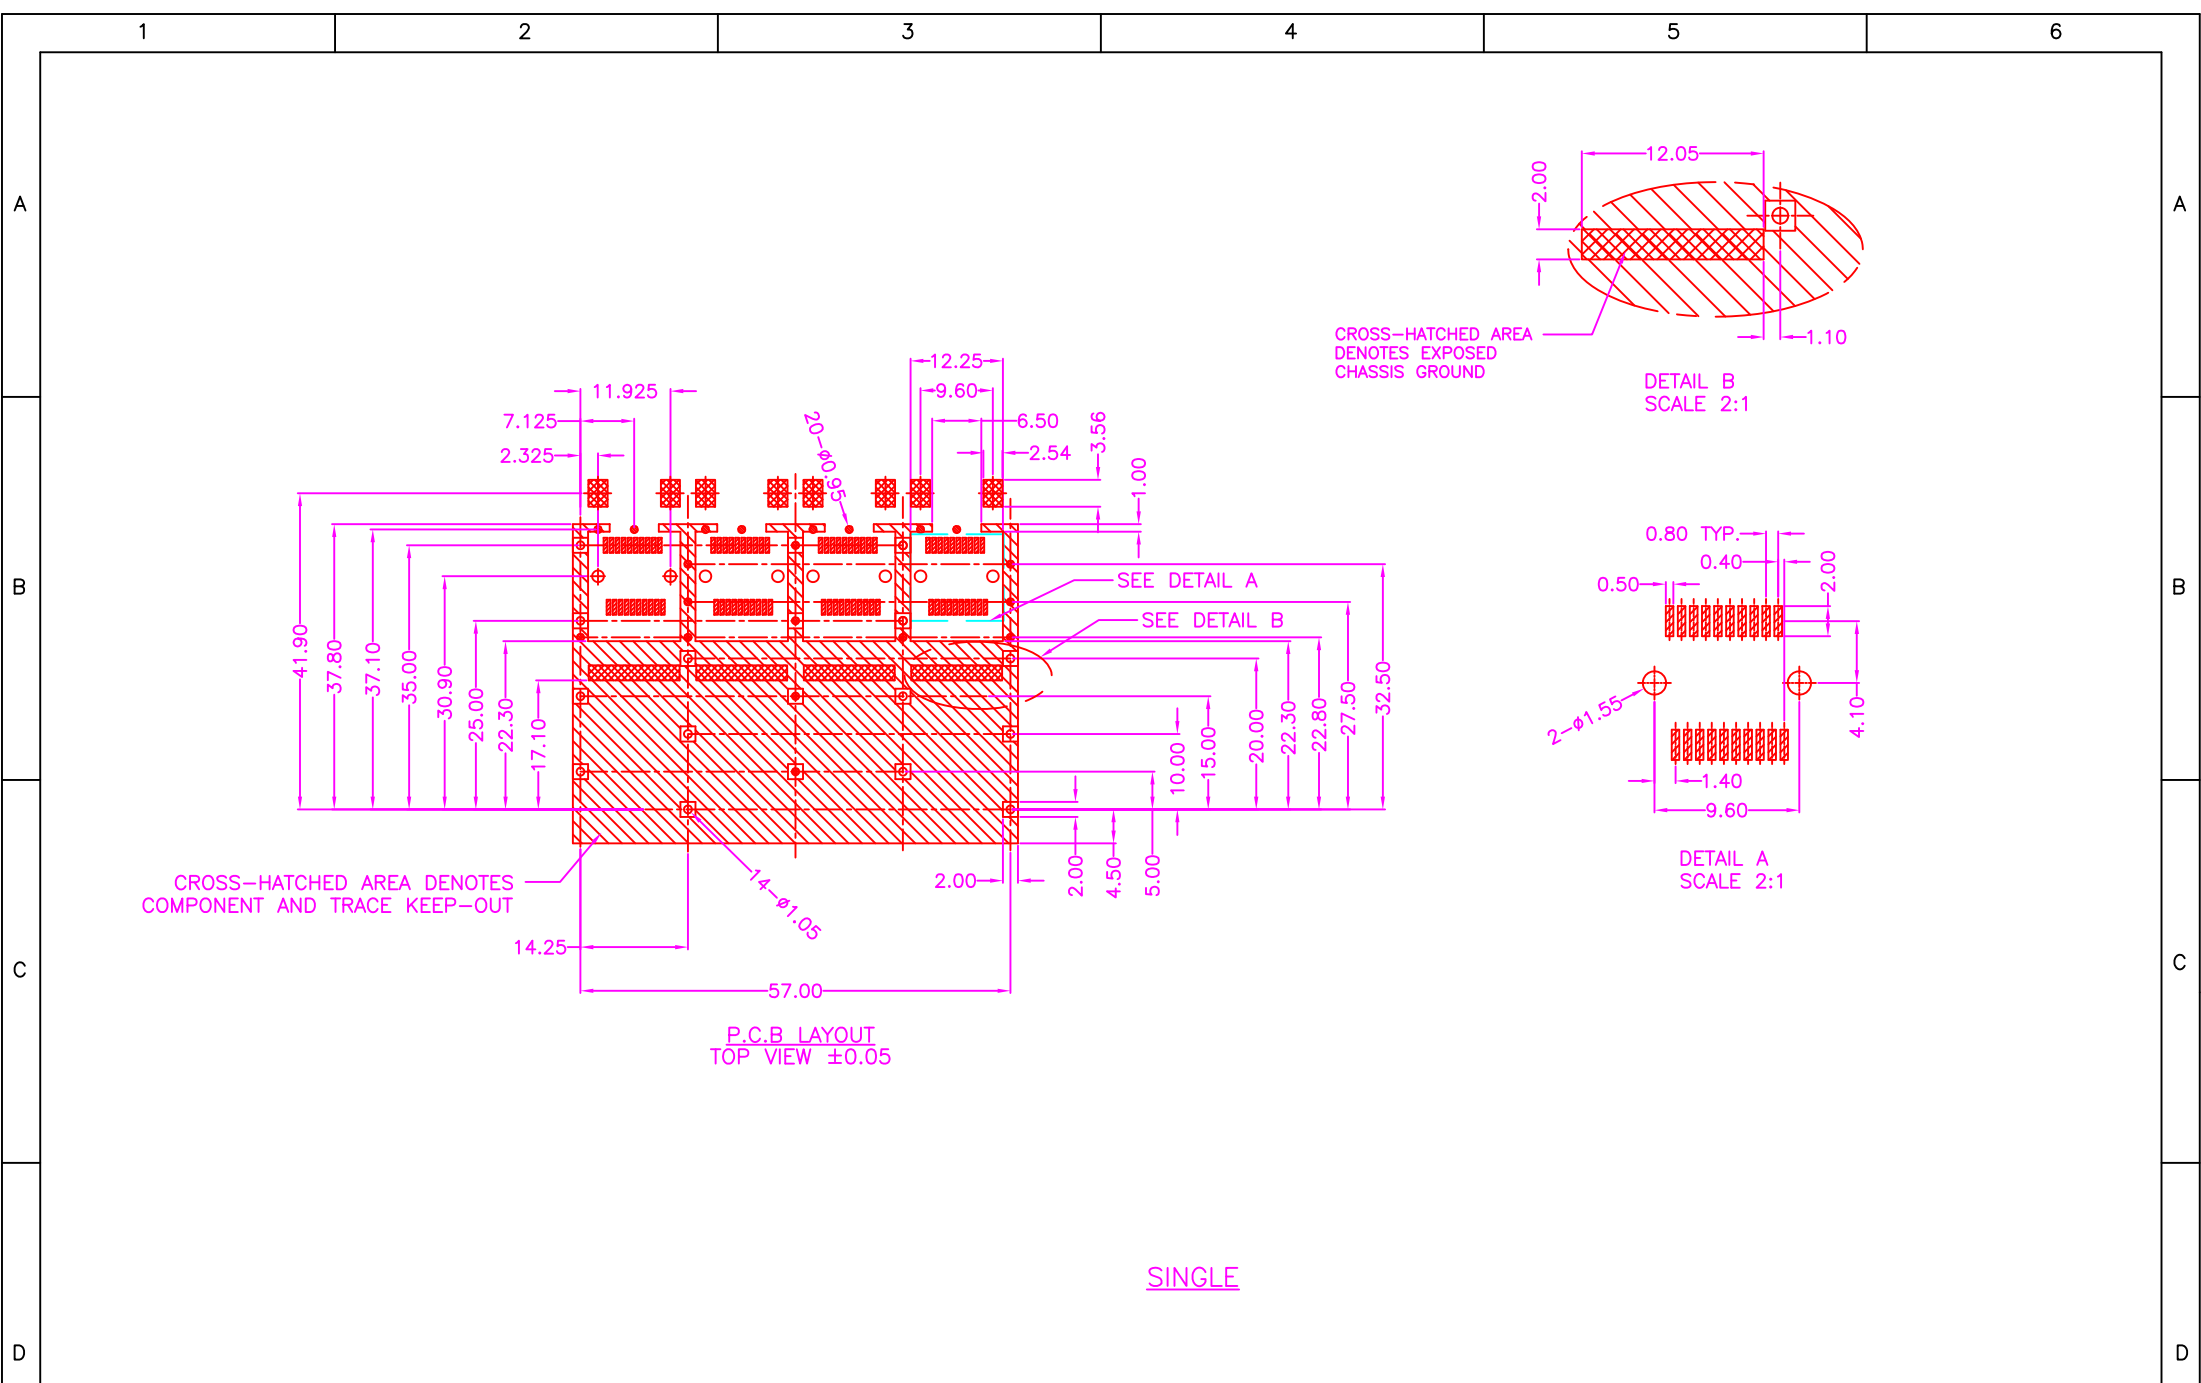 1 2 3 4 5 6
A A
B B
C C
D D
12.05
2.00
1.10
CROSS-HATCHED AREA
DENOTES EXPOSED
CHASSIS GROUND
DETAIL B
SCALE 2:1
12.25
9.60
6.50
2.54
3.56
1.00
11.925
7.125
2.325
20-ø0.95
SEE DETAIL A
SEE DETAIL B
41.90
37.80
37.10
35.00
30.90
25.00
22.30
17.10
10.00
15.00
20.00
22.30
22.80
27.50
32.50
2.00
2.00
4.50
5.00
14-ø1.05
CROSS-HATCHED AREA DENOTES
COMPONENT AND TRACE KEEP-OUT
14.25
57.00
P.C.B LAYOUT
TOP VIEW ±0.05
0.80 TYP.
0.40
0.50
2.00
4.10
2-ø1.55
1.40
9.60
DETAIL A
SCALE 2:1
SINGLE